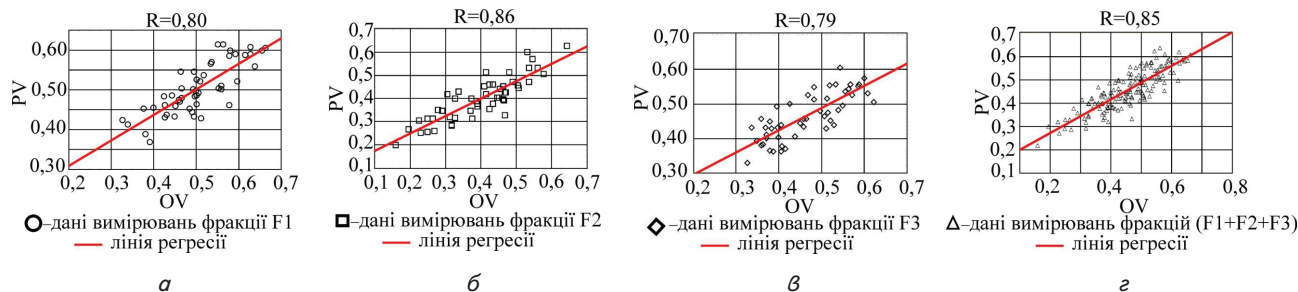 R=0,80
0,60
0,50
0,40
0,30
PV
0,2 0,3 0,4 0,5 0,6 0,7
OV
–дані вимірювань фракції F1
лінія регресії
а
R=0,86
0,7
0,6
0,5
0,4
0,3
0,2
0,1
PV
0,1 0,2 0,3 0,4 0,5 0,6 0,7
OV
–дані вимірювань фракції F2
лінія регресії
б
R=0,79
0,70
0,60
0,50
0,40
0,30
PV
0,2 0,3 0,4 0,5 0,6 0,7
OV
–дані вимірювань фракції F3
лінія регресії
в
R=0,85
0,7
0,6
0,5
0,4
0,3
0,2
0,1
PV
0,2 0,4 0,6 0,8
OV
–дані вимірювань фракцій (F1+F2+F3)
лінія регресії
г